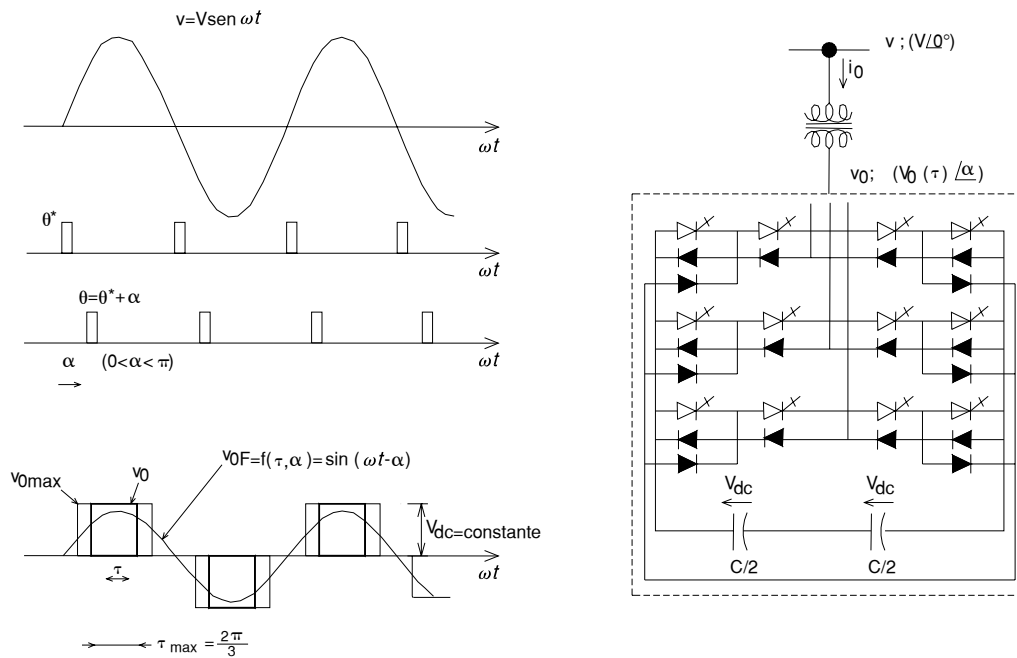 v=Vsen ωt
ωt
θ*
ωt
θ=θ*+α
α (0<α<π)
ωt
v0F=f(τ,α)=sin (ωt-α)
v0max
v0
Vdc=constante
τ
ωt
τ max = 2π/3
v ; (V/0°)
i0
v0; (V0 (τ) /α)
Vdc
Vdc
C/2
C/2